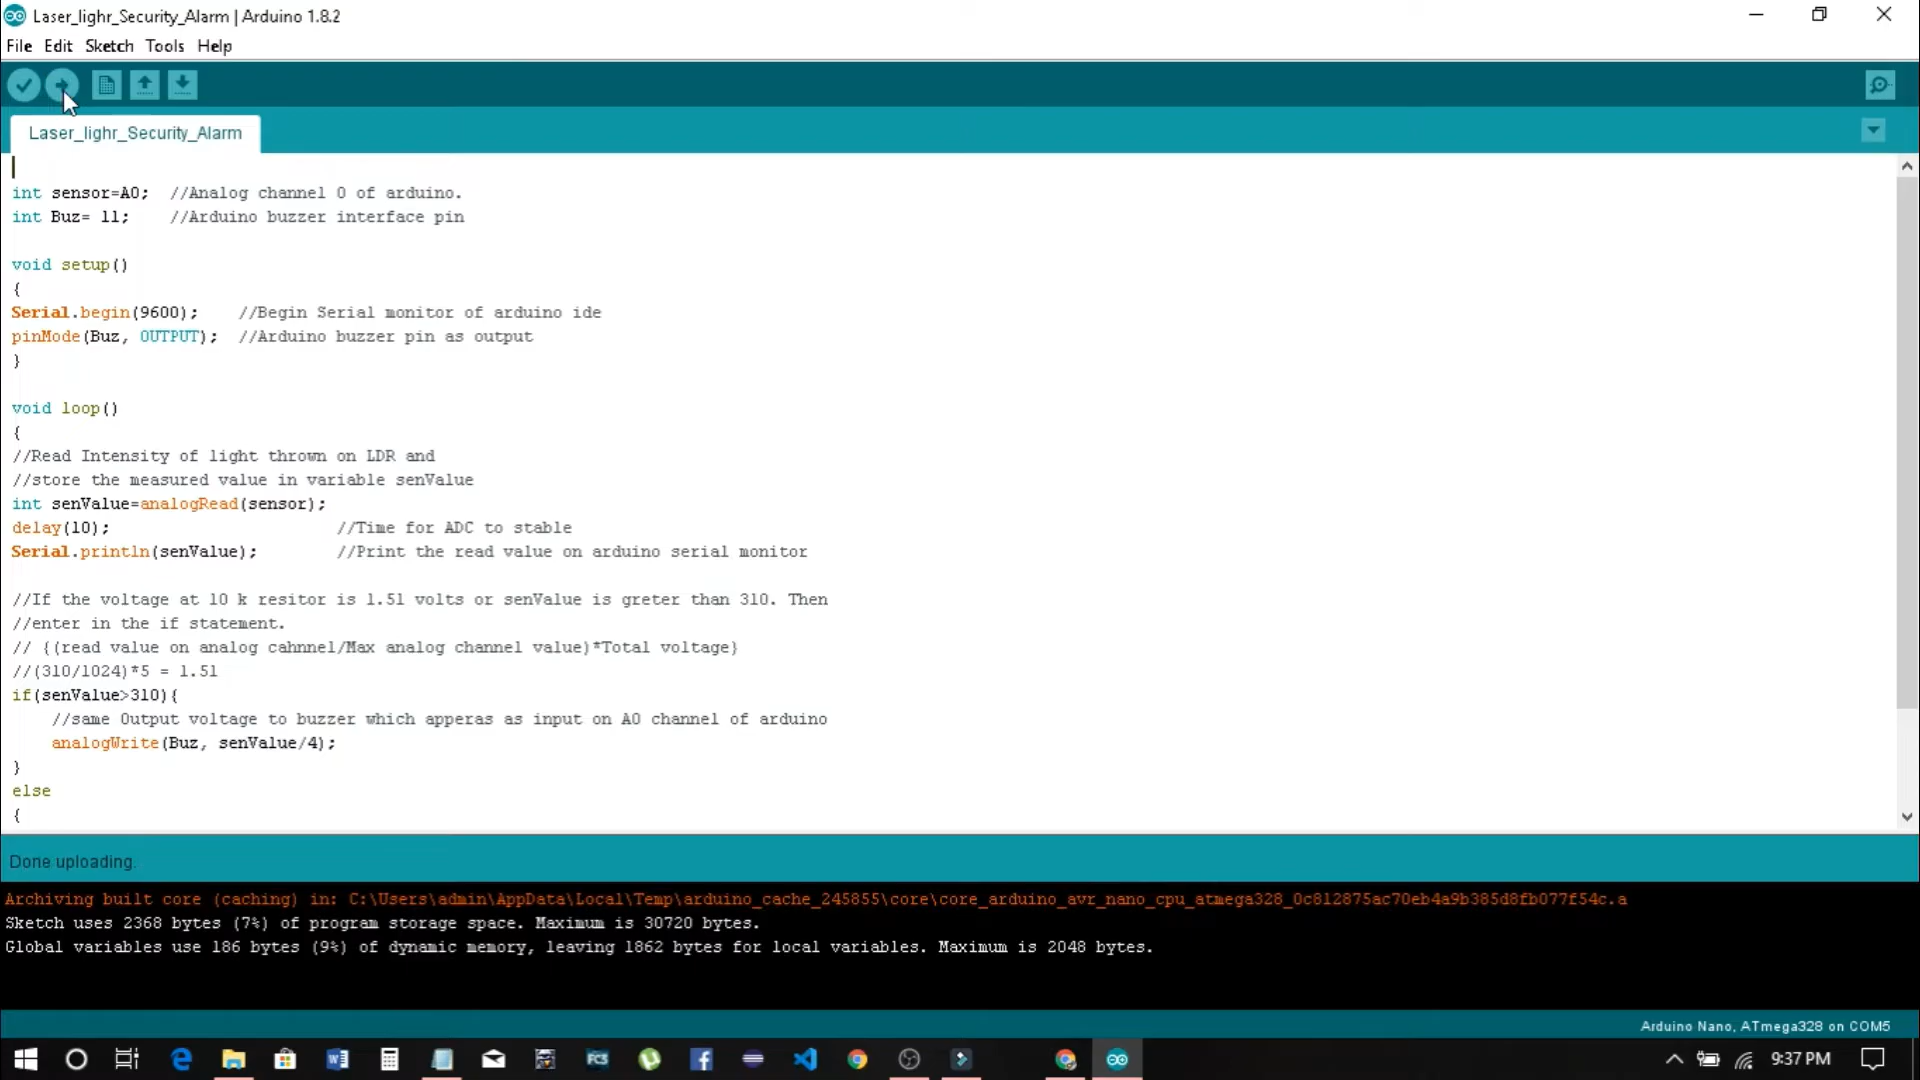 Laser_lighr_Security_Alarm | Arduino 1.8.2
File Edit Sketch Tools Help
Laser_lighr_Security_Alarm
int sensor=A0; //Analog channel 0 of arduino.
int Buz= 11; //Arduino buzzer interface pin
void setup()
{
Serial.begin(9600); //Begin Serial monitor of arduino ide
pinMode(Buz, OUTPUT); //Arduino buzzer pin as output
}
void loop()
{
//Read Intensity of light thrown on LDR and
//store the measured value in variable senValue
int senValue=analogRead(sensor);
delay(10); //Time for ADC to stable
Serial.println(senValue); //Print the read value on arduino serial monitor
//If the voltage at 10 k resitor is 1.51 volts or senValue is greter than 310. Then
//enter in the if statement.
// {(read value on analog cahnnel/Max analog channel value)*Total voltage}
//(310/1024)*5 = 1.51
if(senValue>310){
//same Output voltage to buzzer which apperas as input on A0 channel of arduino
analogWrite(Buz, senValue/4);
}
else
{
Done uploading.
Archiving built core (caching) in: C:\Users\admin\AppData\Local\Temp\arduino_cache_245855\core\core_arduino_avr_nano_cpu_atmega328_0c812875ac70eb4a9b385d8fb077f54c.a
Sketch uses 2368 bytes (7%) of program storage space. Maximum is 30720 bytes.
Global variables use 186 bytes (9%) of dynamic memory, leaving 1862 bytes for local variables. Maximum is 2048 bytes.
Arduino Nano, ATmega328 on COM5
9:37 PM